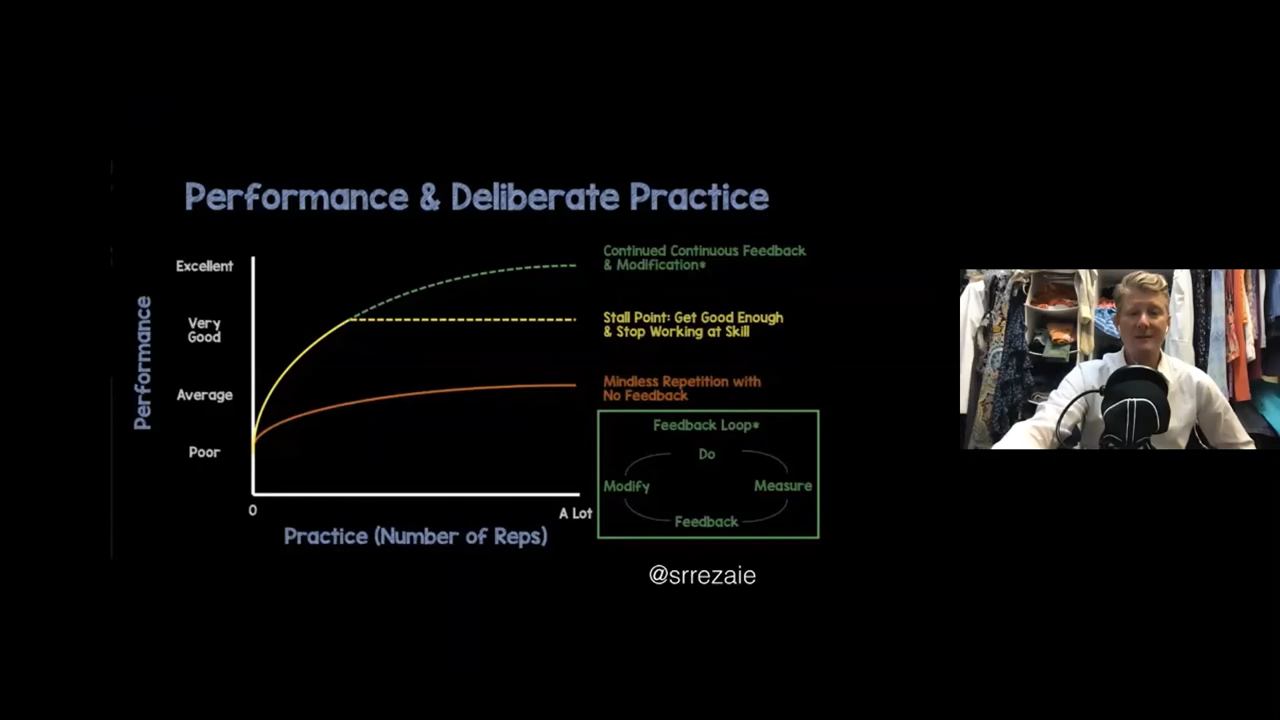 Performance & Deliberate Practice
Performance
Excellent
Very
Good
Average
Poor
0
A Lot
Practice (Number of Reps)
Continued Continuous Feedback
& Modification*
Stall Point: Get Good Enough
& Stop Working at Skill
Mindless Repetition with
No Feedback
Feedback Loop*
Do
Modify
Measure
Feedback
@srrezaie